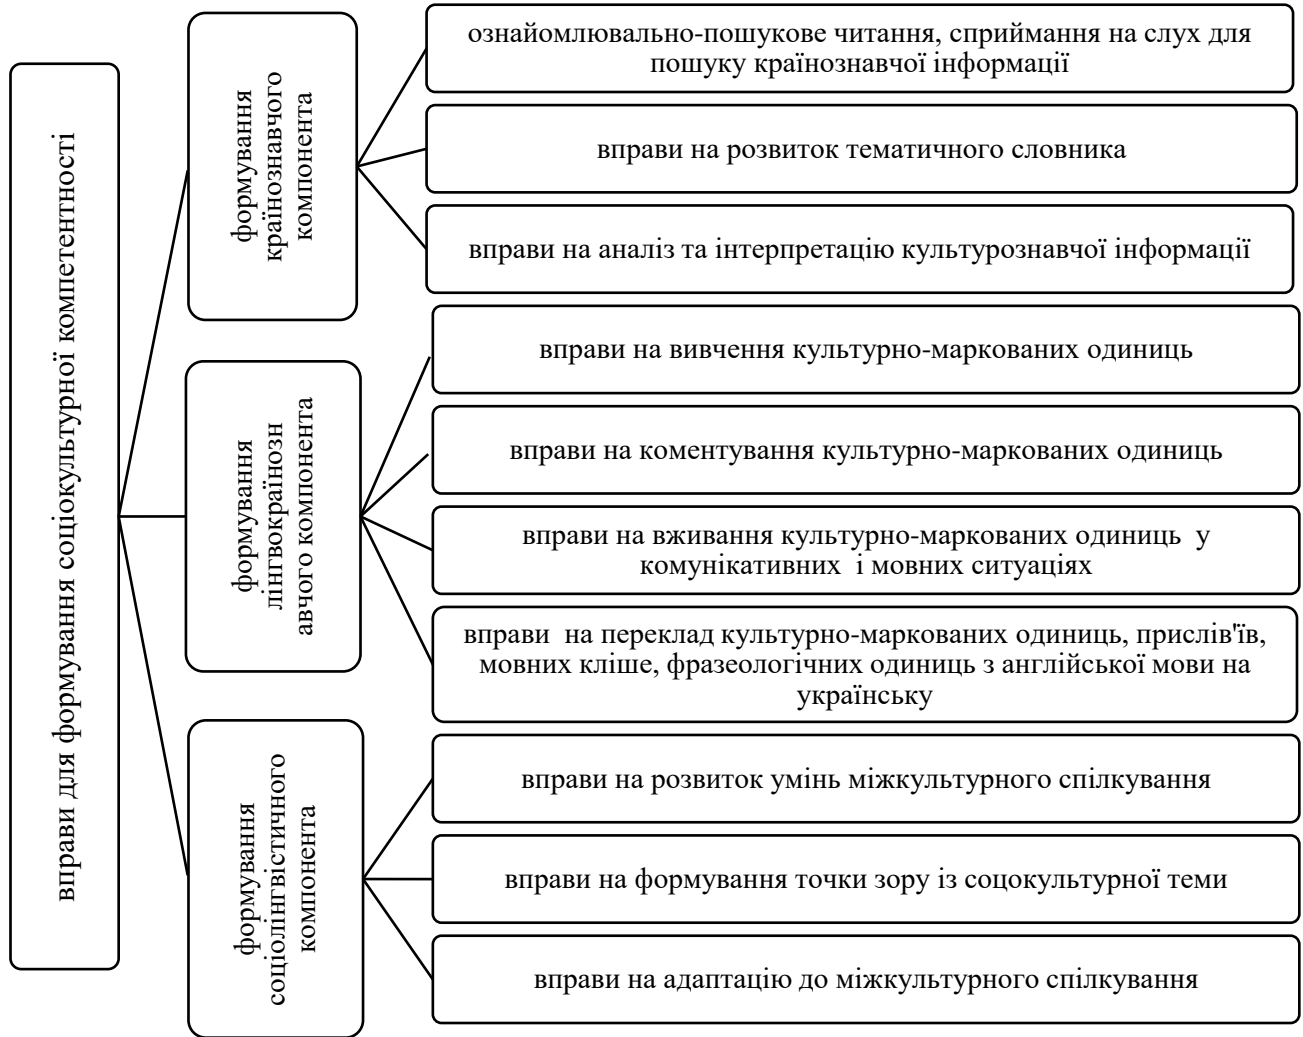 вправи для формування соціокультурної компетентності
формування
країнознавчого
компонента
ознайомлювально-пошукове читання, сприймання на слух для
пошуку країнознавчої інформації
вправи на розвиток тематичного словника
вправи на аналіз та інтерпретацію культурознавчої інформації
формування
лінгвокраїнозн
авчого компонента
вправи на вивчення культурно-маркованих одиниць
вправи на коментування культурно-маркованих одиниць
вправи на вживання культурно-маркованих одиниць  у
комунікативних  і мовних ситуаціях
вправи  на переклад культурно-маркованих одиниць, прислів'їв,
мовних кліше, фразеологічних одиниць з англійської мови на
українську
формування
соціолінгвістичного
компонента
вправи на розвиток умінь міжкультурного спілкування
вправи на формування точки зору із соцокультурної теми
вправи на адаптацію до міжкультурного спілкування